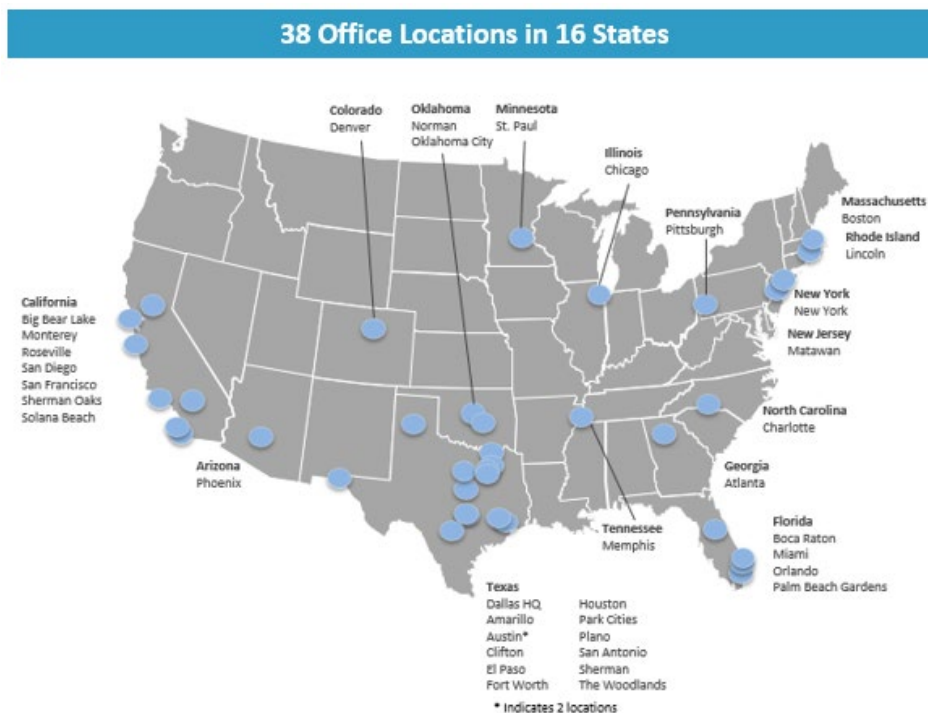 38 Office Locations in 16 States
Colorado
Denver
Oklahoma
Norman
Oklahoma City
Minnesota
St. Paul
Illinois
Chicago
Pennsylvania
Pittsburgh
Massachusetts
Boston
Rhode Island
Lincoln
New York
New York
New Jersey
Matawan
California
Big Bear Lake
Monterey
Roseville
San Diego
San Francisco
Sherman Oaks
Solana Beach
Arizona
Phoenix
North Carolina
Charlotte
Georgia
Atlanta
Tennessee
Memphis
Florida
Boca Raton
Miami
Orlando
Palm Beach Gardens
Texas
Dallas HQ
Amarillo
Austin*
Clifton
El Paso
Fort Worth
Houston
Park Cities
Plano
San Antonio
Sherman
The Woodlands
* Indicates 2 locations